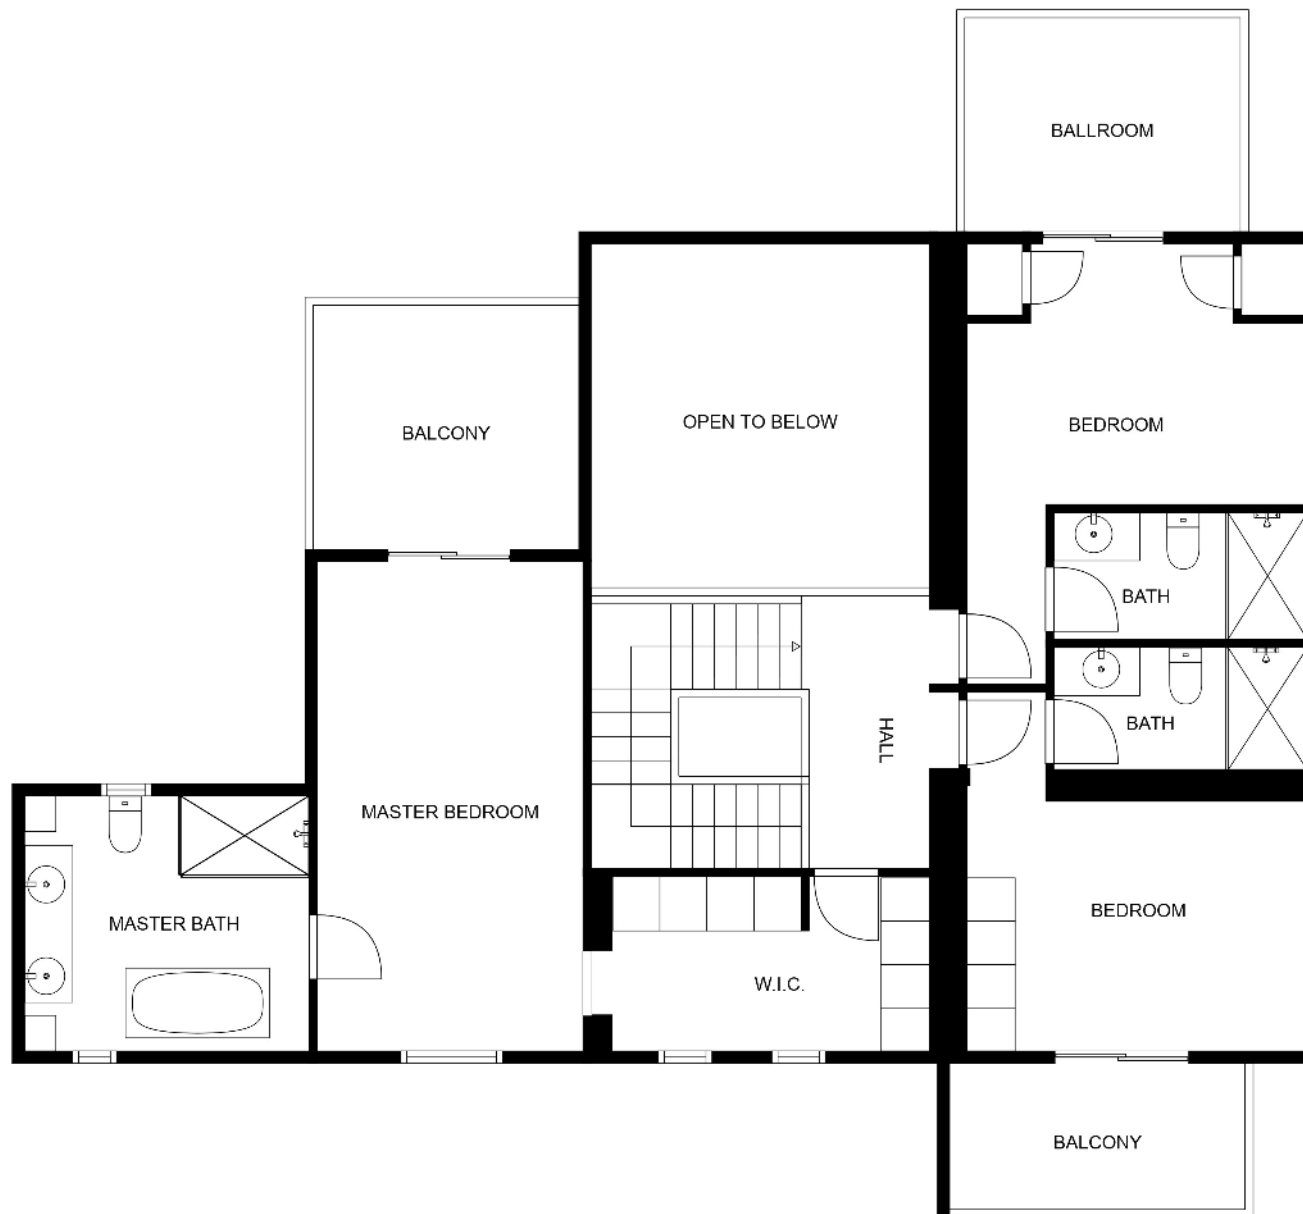 BALLROOM
BALCONY
OPEN TO BELOW
BEDROOM
BATH
BATH
HALL
MASTER BEDROOM
MASTER BATH
BEDROOM
W.I.C.
BALCONY